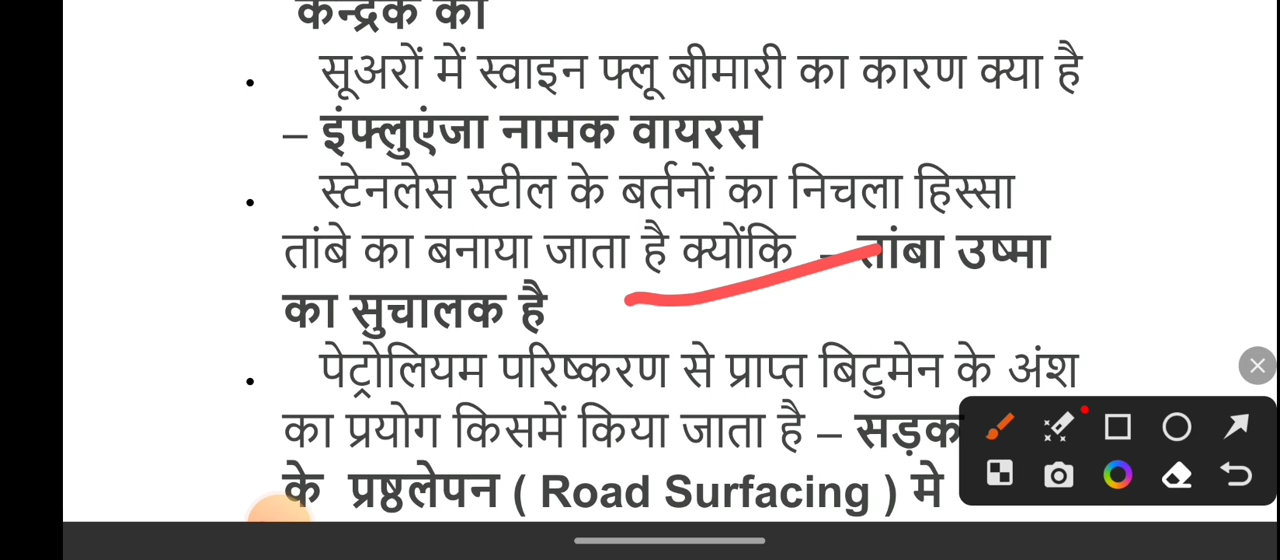 केन्द्रक का
• सूअरों में स्वाइन फ्लू बीमारी का कारण क्या है
– इंफ्लुएंजा नामक वायरस
• स्टेनलेस स्टील के बर्तनों का निचला हिस्सा
तांबे का बनाया जाता है क्योंकि – तांबा उष्मा
का सुचालक है
• पेट्रोलियम परिष्करण से प्राप्त बिटुमेन के अंश
का प्रयोग किसमें किया जाता है – सड़क
के प्रष्ठलेपन ( Road Surfacing ) मे